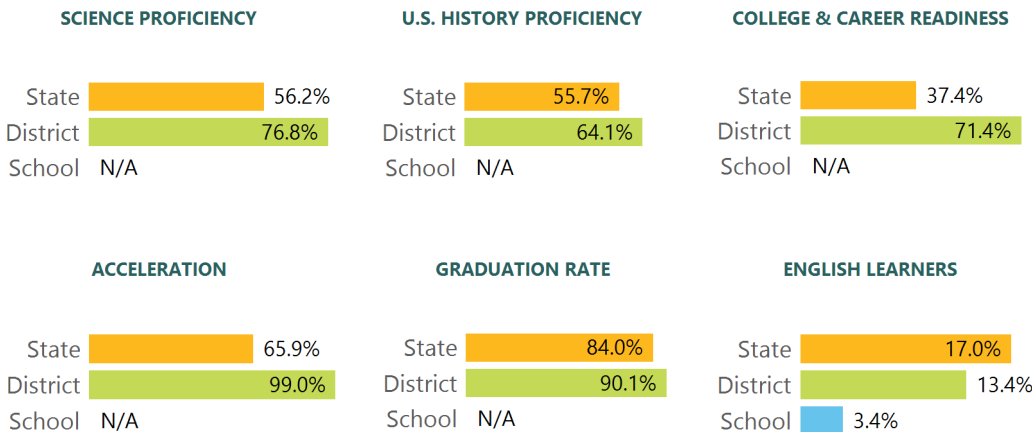 SCIENCE PROFICIENCY
State 56.2%
District 76.8%
School N/A
U.S. HISTORY PROFICIENCY
State 55.7%
District 64.1%
School N/A
COLLEGE & CAREER READINESS
State 37.4%
District 71.4%
School N/A
ACCELERATION
State 65.9%
District 99.0%
School N/A
GRADUATION RATE
State 84.0%
District 90.1%
School N/A
ENGLISH LEARNERS
State 17.0%
District 13.4%
School 3.4%